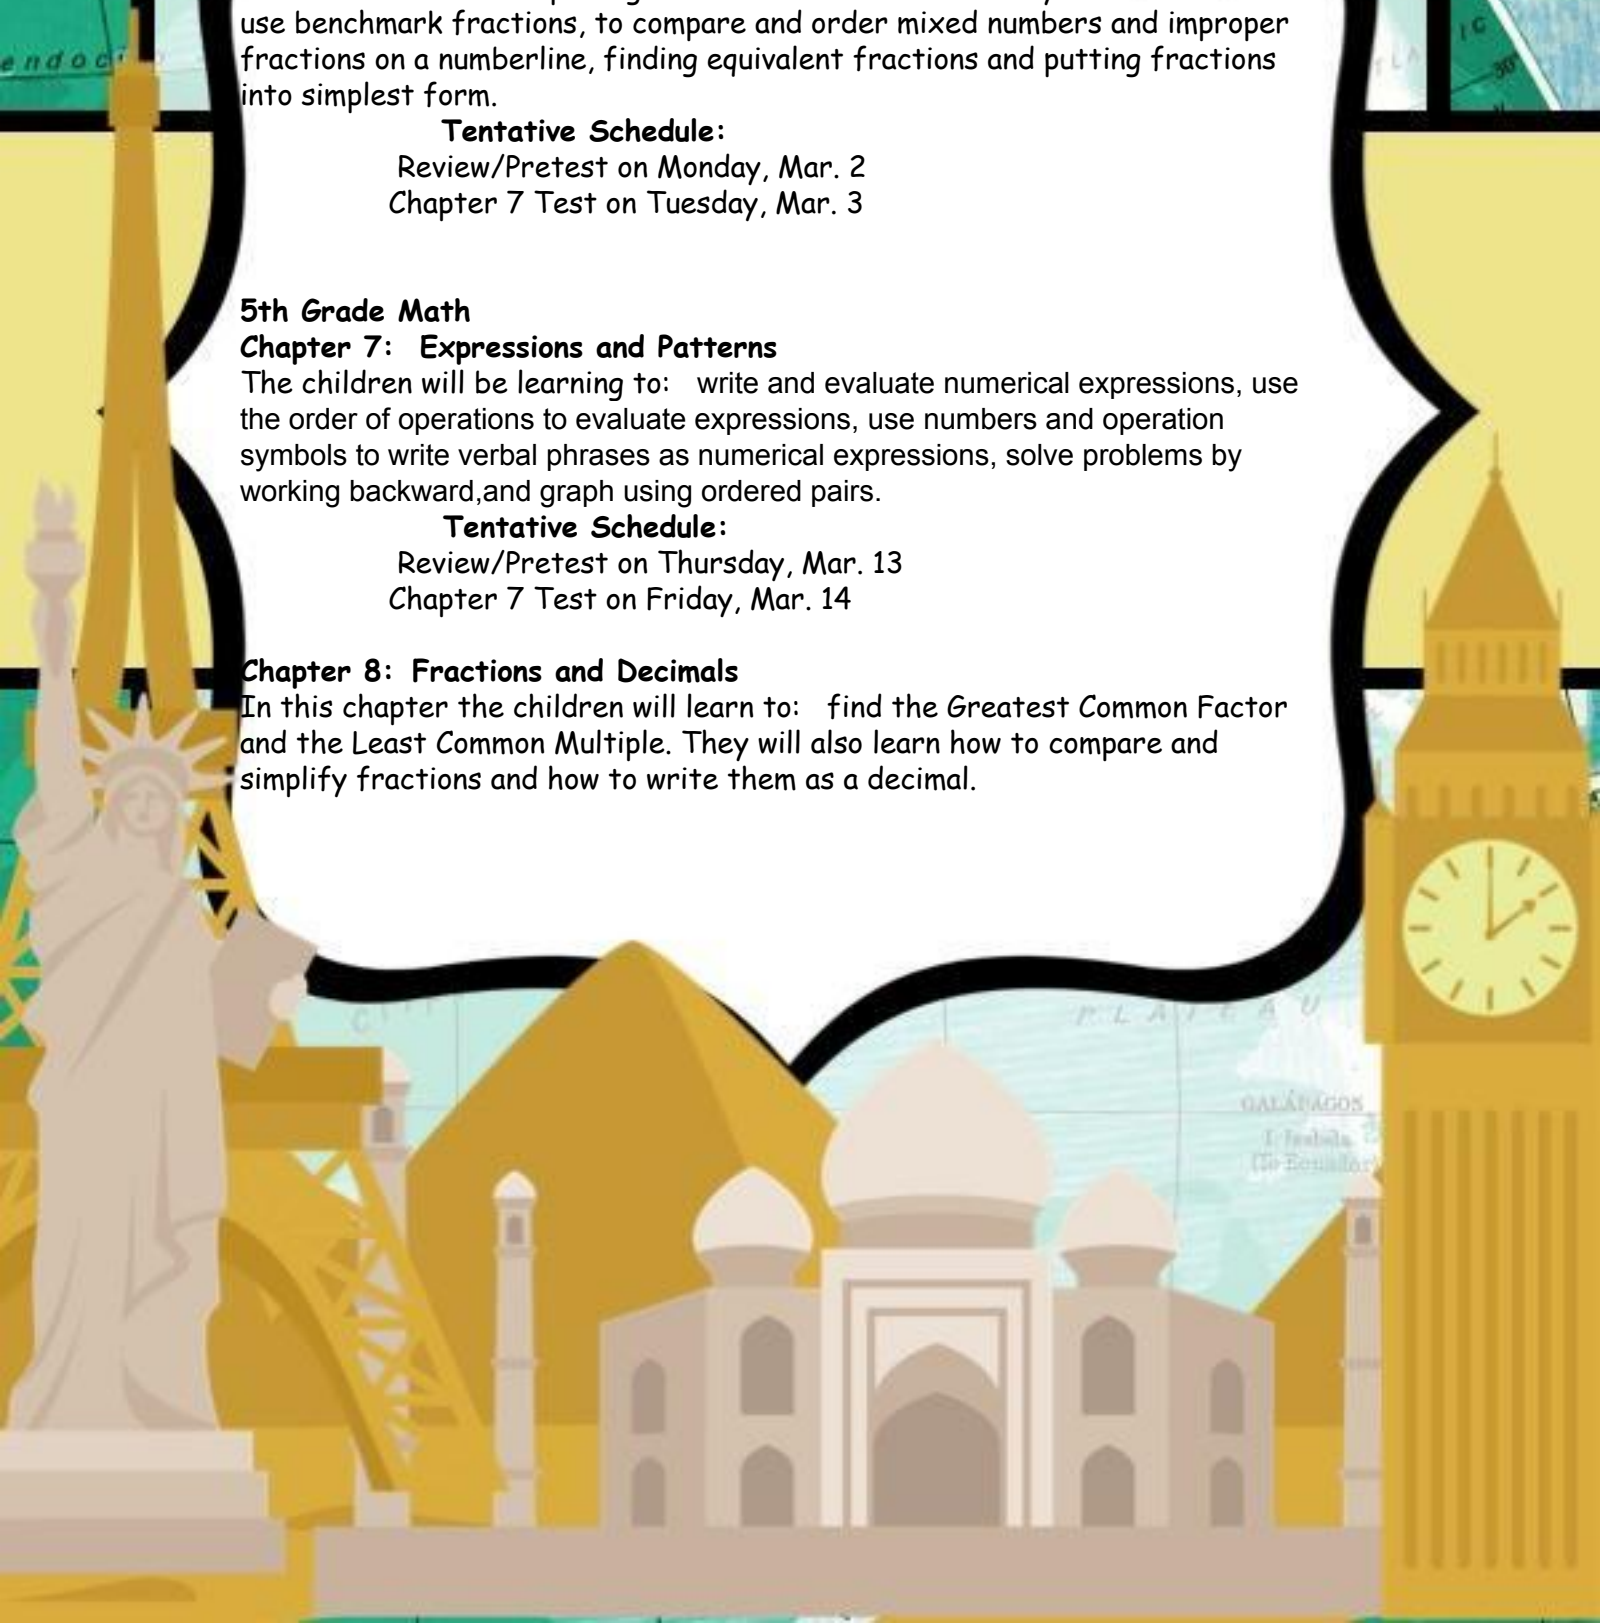 use benchmark fractions, to compare and order mixed numbers and improper
fractions on a numberline, finding equivalent fractions and putting fractions
into simplest form.
Tentative Schedule:
Review/Pretest on Monday, Mar. 2
Chapter 7 Test on Tuesday, Mar. 3
5th Grade Math
Chapter 7: Expressions and Patterns
The children will be learning to: write and evaluate numerical expressions, use
the order of operations to evaluate expressions, use numbers and operation
symbols to write verbal phrases as numerical expressions, solve problems by
working backward,and graph using ordered pairs.
Tentative Schedule:
Review/Pretest on Thursday, Mar. 13
Chapter 7 Test on Friday, Mar. 14
Chapter 8: Fractions and Decimals
In this chapter the children will learn to: find the Greatest Common Factor
and the Least Common Multiple. They will also learn how to compare and
simplify fractions and how to write them as a decimal.
PLATEAU
GALÁPAGOS
I. Isabela
(To Ecuador)